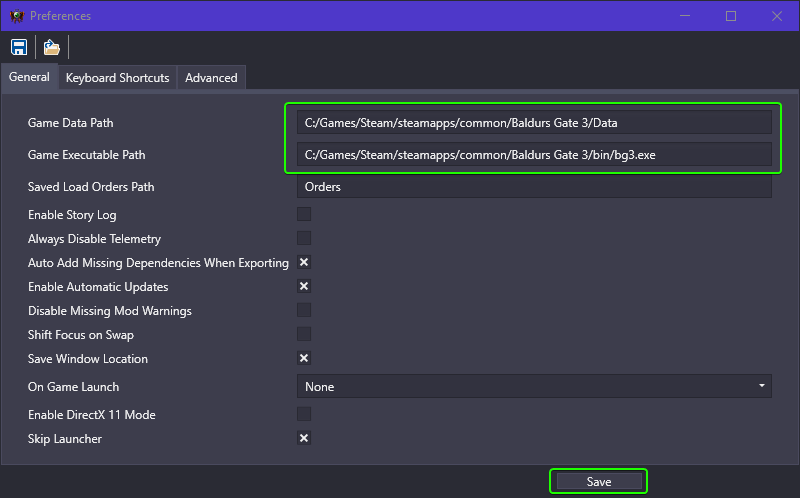 Preferences
General Keyboard Shortcuts Advanced
Game Data Path C:/Games/Steam/steamapps/common/Baldurs Gate 3/Data
Game Executable Path C:/Games/Steam/steamapps/common/Baldurs Gate 3/bin/bg3.exe
Saved Load Orders Path Orders
Enable Story Log
Always Disable Telemetry
Auto Add Missing Dependencies When Exporting
Enable Automatic Updates
Disable Missing Mod Warnings
Shift Focus on Swap
Save Window Location
On Game Launch None
Enable DirectX 11 Mode
Skip Launcher
Save